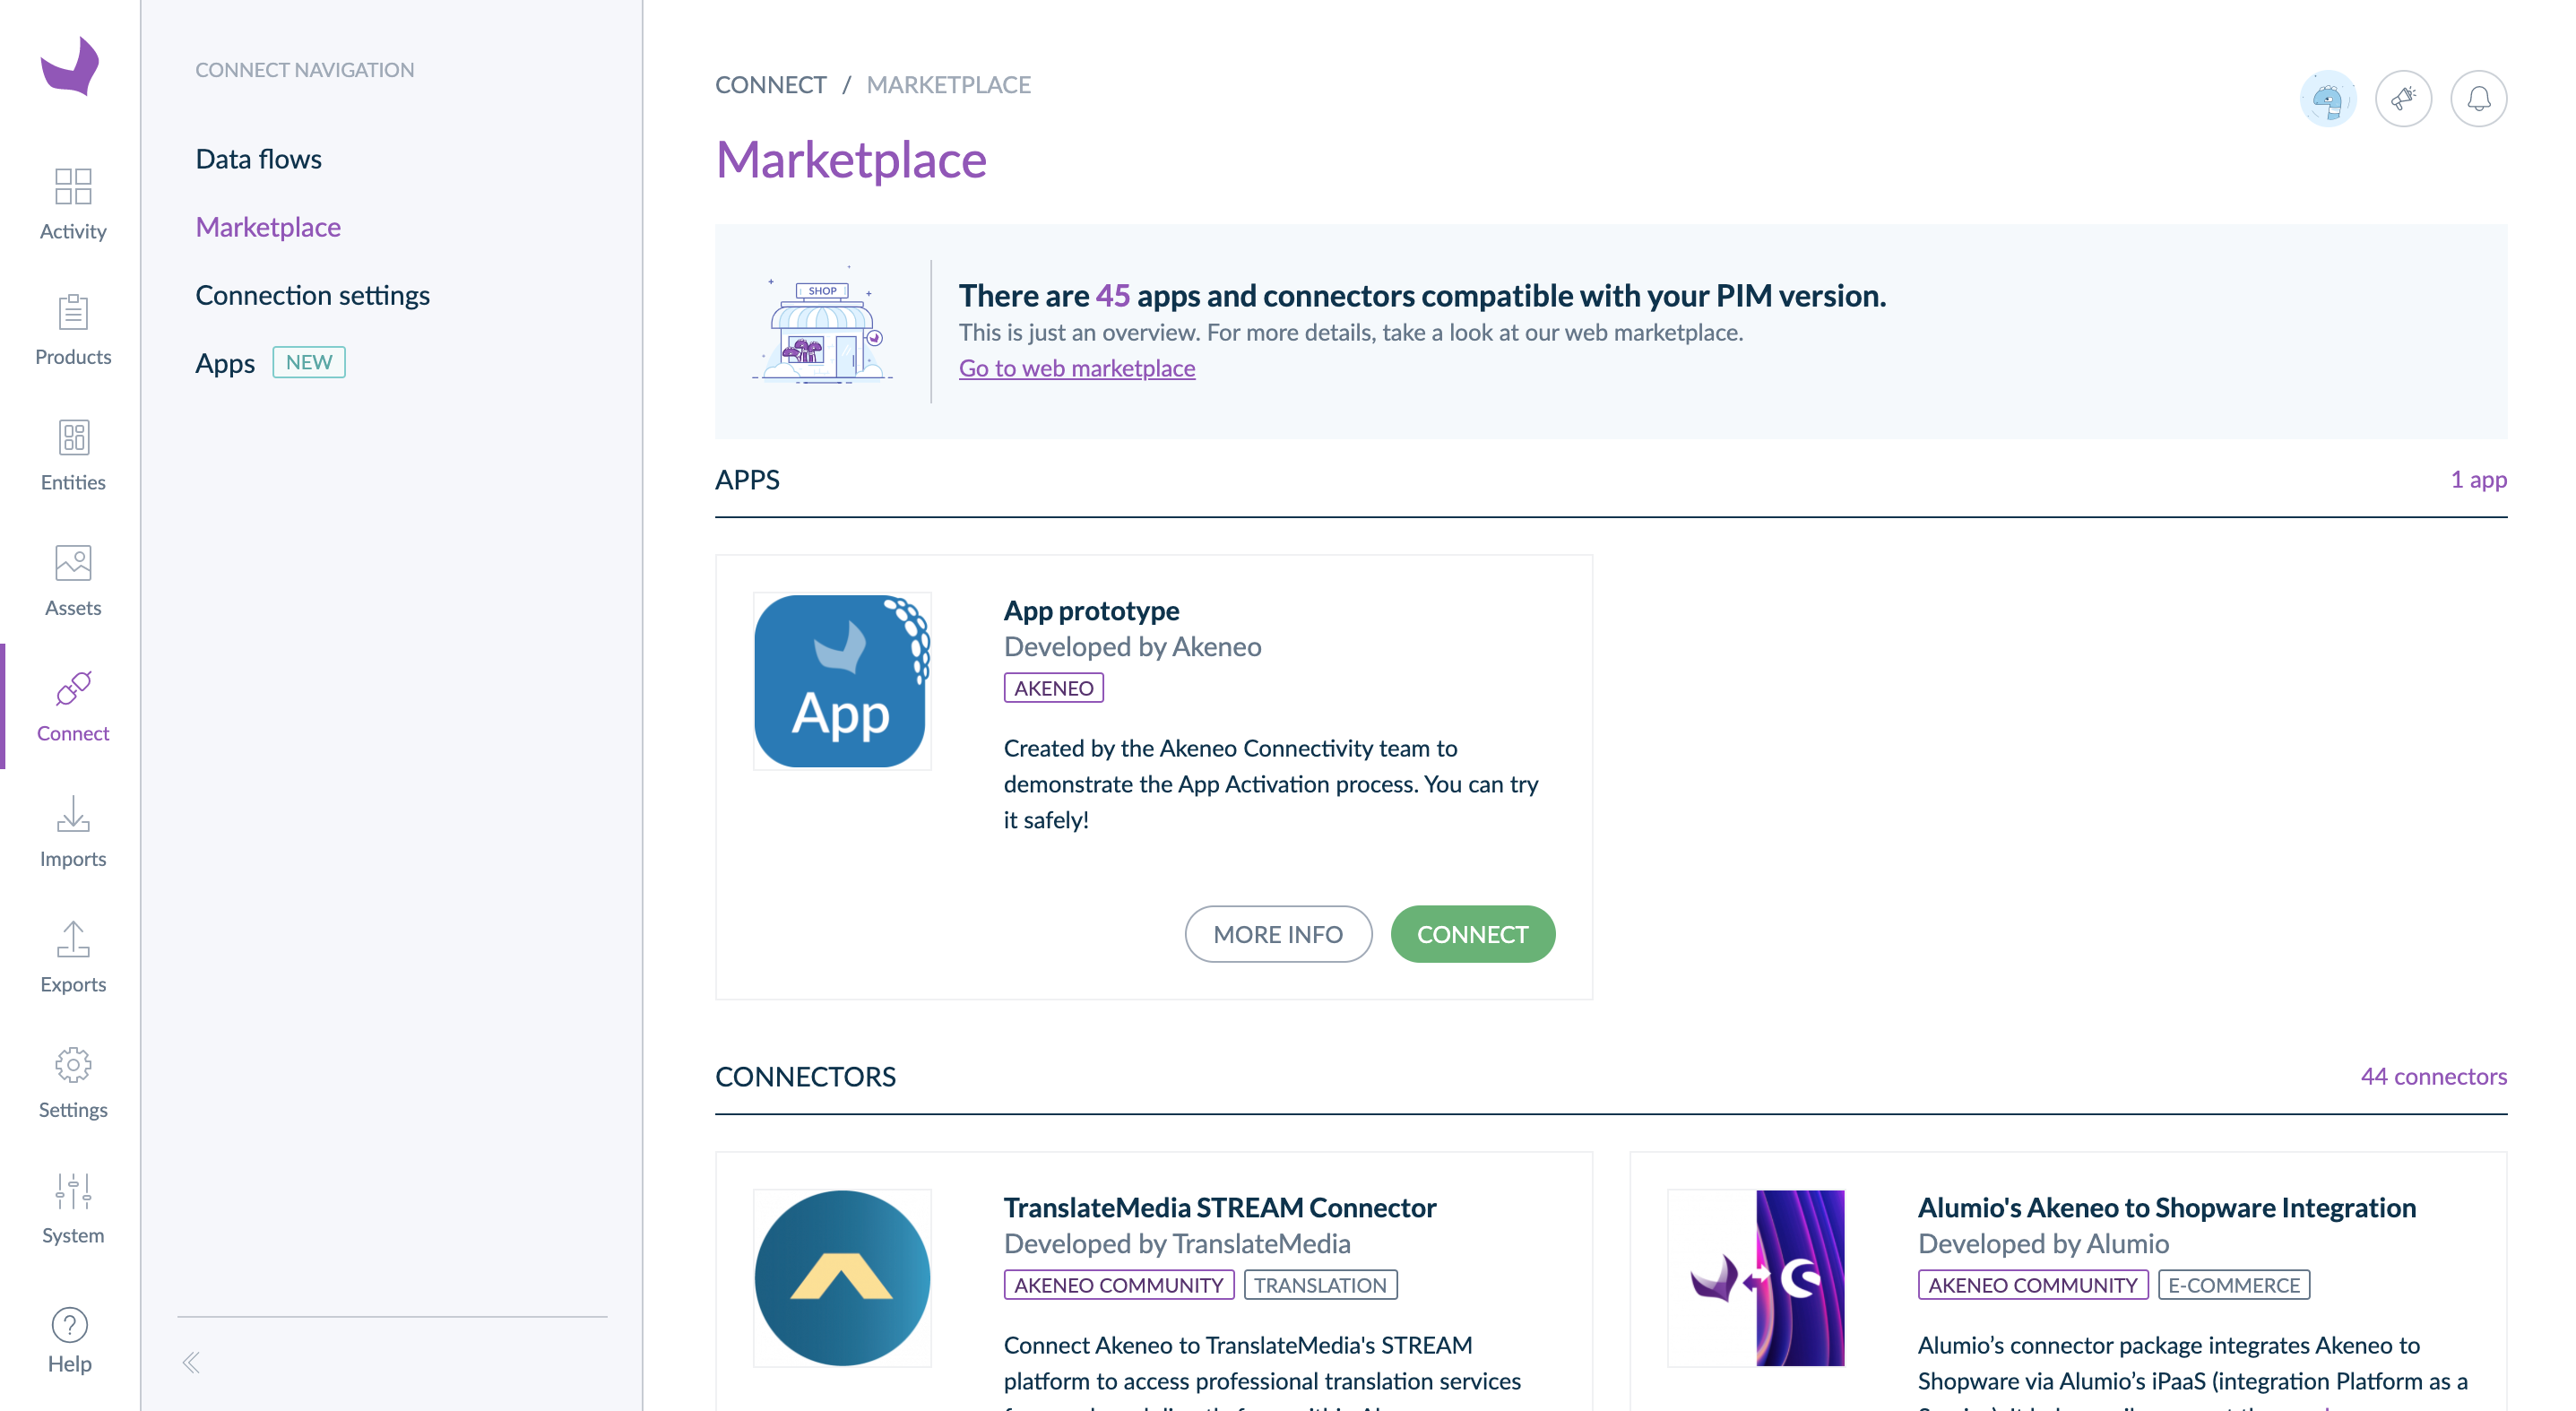 CONNECT NAVIGATION
Data flows
Marketplace
Connection settings
Apps NEW
Activity
Products
Entities
Assets
Connect
Imports
Exports
Settings
System
Help
CONNECT / MARKETPLACE
Marketplace
SHOP
There are 45 apps and connectors compatible with your PIM version.
This is just an overview. For more details, take a look at our web marketplace.
Go to web marketplace
APPS
1 app
App
App prototype
Developed by Akeneo
AKENEO
Created by the Akeneo Connectivity team to
demonstrate the App Activation process. You can try
it safely!
MORE INFO
CONNECT
CONNECTORS
44 connectors
TranslateMedia STREAM Connector
Developed by TranslateMedia
AKENEO COMMUNITY TRANSLATION
Connect Akeneo to TranslateMedia's STREAM
platform to access professional translation services
Alumio's Akeneo to Shopware Integration
Developed by Alumio
AKENEO COMMUNITY E-COMMERCE
Alumio’s connector package integrates Akeneo to
Shopware via Alumio’s iPaaS (integration Platform as a